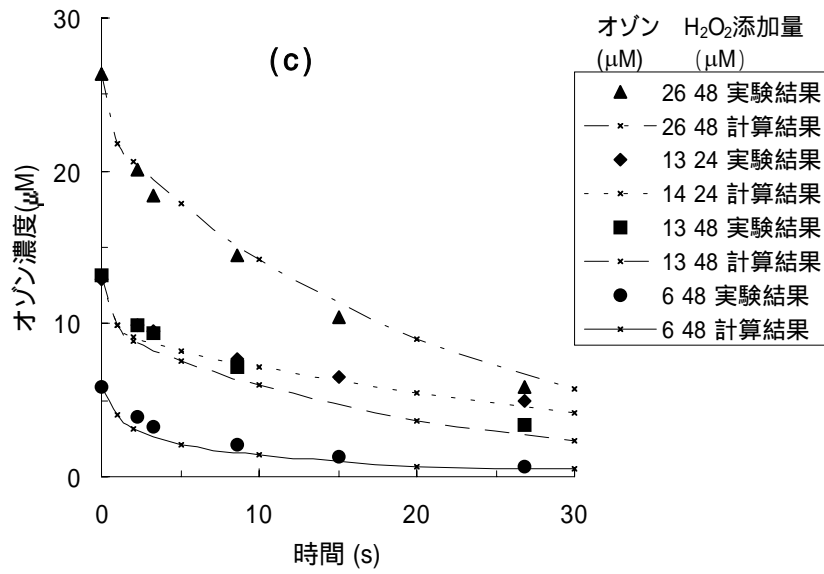 30
20
10
0
オゾン濃度(μM)
(c)
0
10
20
30
時間 (s)
オゾン H₂O₂添加量
(μM) (μM)
26 48 実験結果
26 48 計算結果
13 24 実験結果
14 24 計算結果
13 48 実験結果
13 48 計算結果
6 48 実験結果
6 48 計算結果